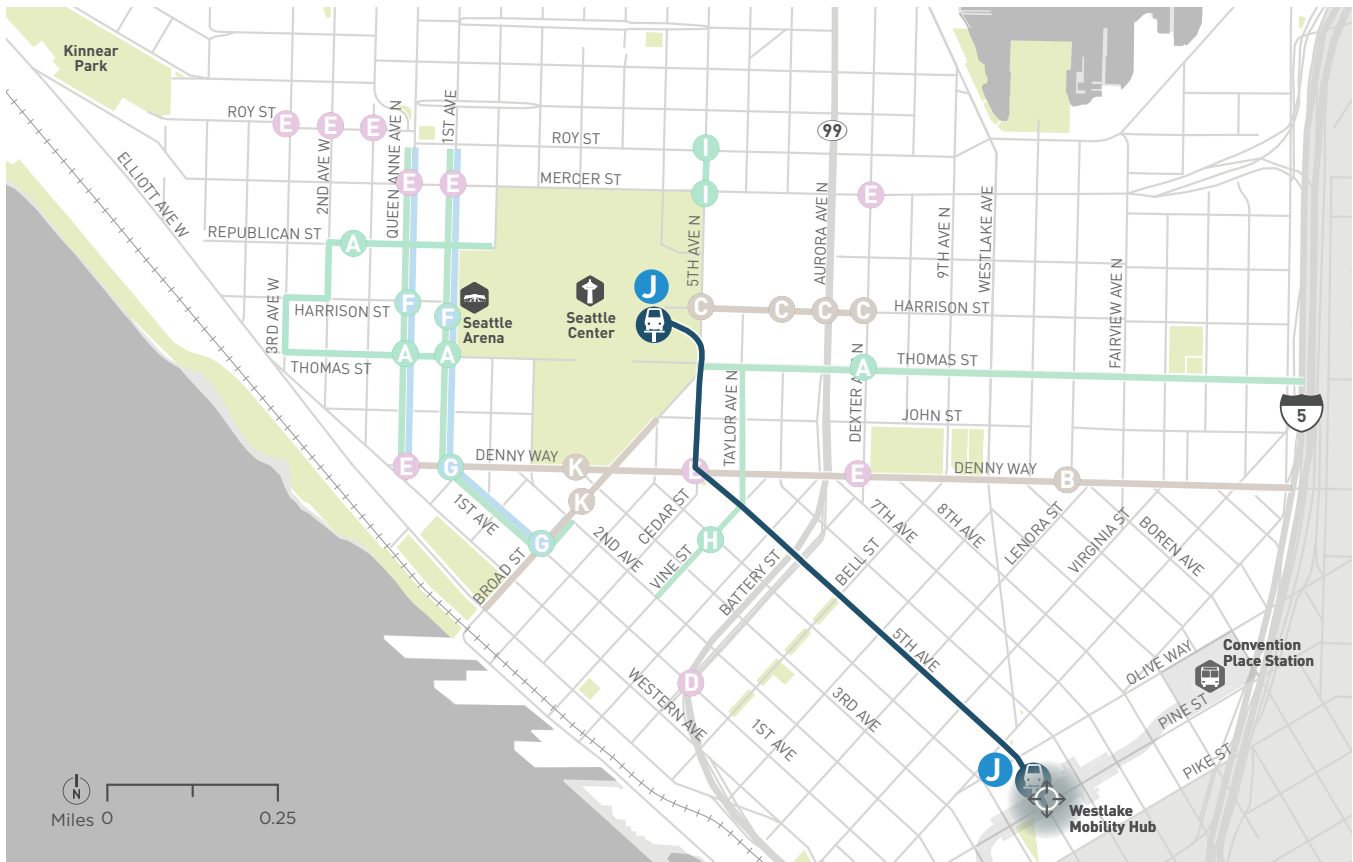 Kinnear
Park
ROY ST
E
E
E
QUEEN ANNE AVE N
1ST AVE
99
ROY ST
I
ELLIOTT AVE W
2ND AVE W
E
E
MERCER ST
I
E
REPUBLICAN ST
A
5TH AVE N
AURORA AVE N
9TH AVE N
WESTLAKE AVE
J
3RD AVE W
HARRISON ST
F
F
Seattle
Arena
Seattle
Center
C
C
C
C
HARRISON ST
FAIRVIEW AVE N
A
A
THOMAS ST
A
THOMAS ST
TAYLOR AVE N
DEXTER AVE N
JOHN ST
5
E
G
DENNY WAY
K
E
E
DENNY WAY
B
1ST AVE
K
G
2ND AVE
CEDAR ST
7TH AVE
8TH AVE
LENORA ST
VIRGINIA ST
BOREN AVE
BROAD ST
VINE ST
H
BATTERY ST
BELL ST
5TH AVE
OLIVE WAY
Convention
Place Station
WESTERN AVE
D
1ST AVE
3RD AVE
PINE ST
PIKE ST
J
Westlake
Mobility Hub
N
Miles 0
0.25